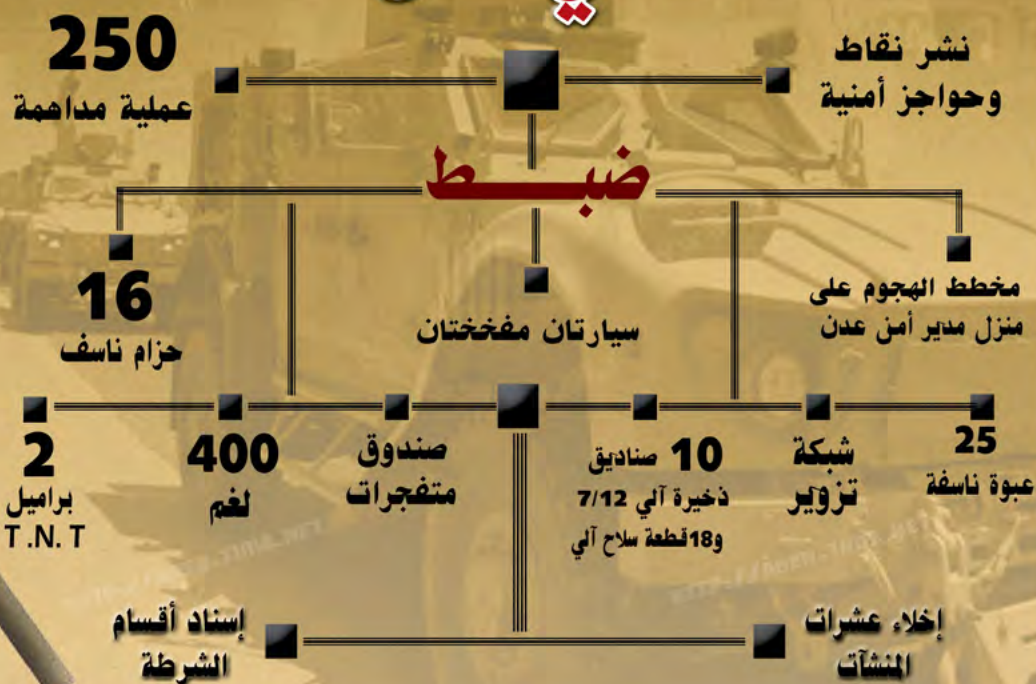 نشر نقاط
وحواجز أمنية
250
عملية مداهمة
ضبـــط
مخطط الهجوم على
منزل مدير أمن عدن
سيارتان مفخختان
16
حزام ناسف
25
عبوة ناسفة
شبكة
تزوير
10 صناديق
ذخيرة آلي 7/12
و18قطعة سلاح آلي
صندوق
متفجرات
400
لغم
2
براميل
T .N. T
إخلاء عشرات
المنشآت
إسناد أقسام
الشرطة